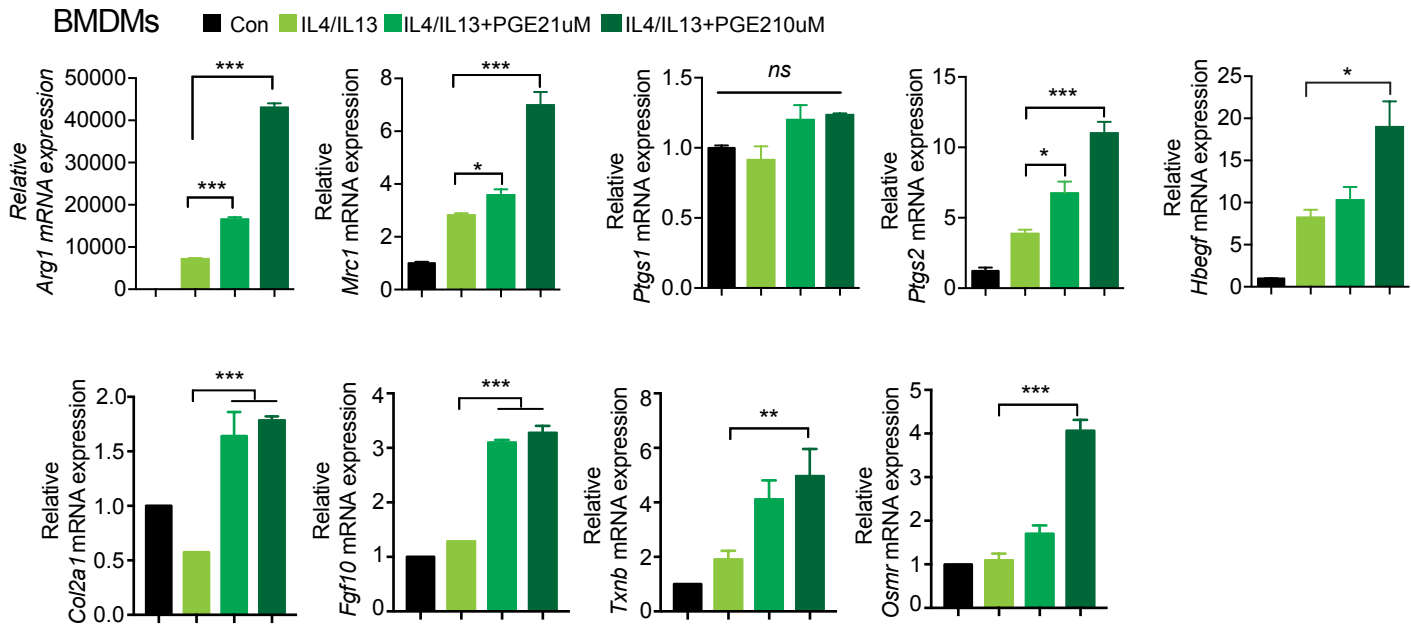 BMDMs
Con IL4/IL13 IL4/IL13+PGE21uM IL4/IL13+PGE210uM
Relative
Arg1 mRNA expression
50000
40000
30000
20000
10000
0
***
***
Relative
Mrc1 mRNA expression
8
6
4
2
0
***
*
Relative
Ptgs1 mRNA expression
1.5
1.0
0.5
0.0
ns
Relative
Ptgs2 mRNA expression
15
10
5
0
***
*
Relative
Hbegf mRNA expression
25
20
15
10
5
0
*
Relative
Col2a1 mRNA expression
2.0
1.5
1.0
0.5
0.0
***
Relative
Fgf10 mRNA expression
4
3
2
1
0
***
Relative
Txnb mRNA expression
8
6
4
2
0
**
Relative
Osmr mRNA expression
5
4
3
2
1
0
***